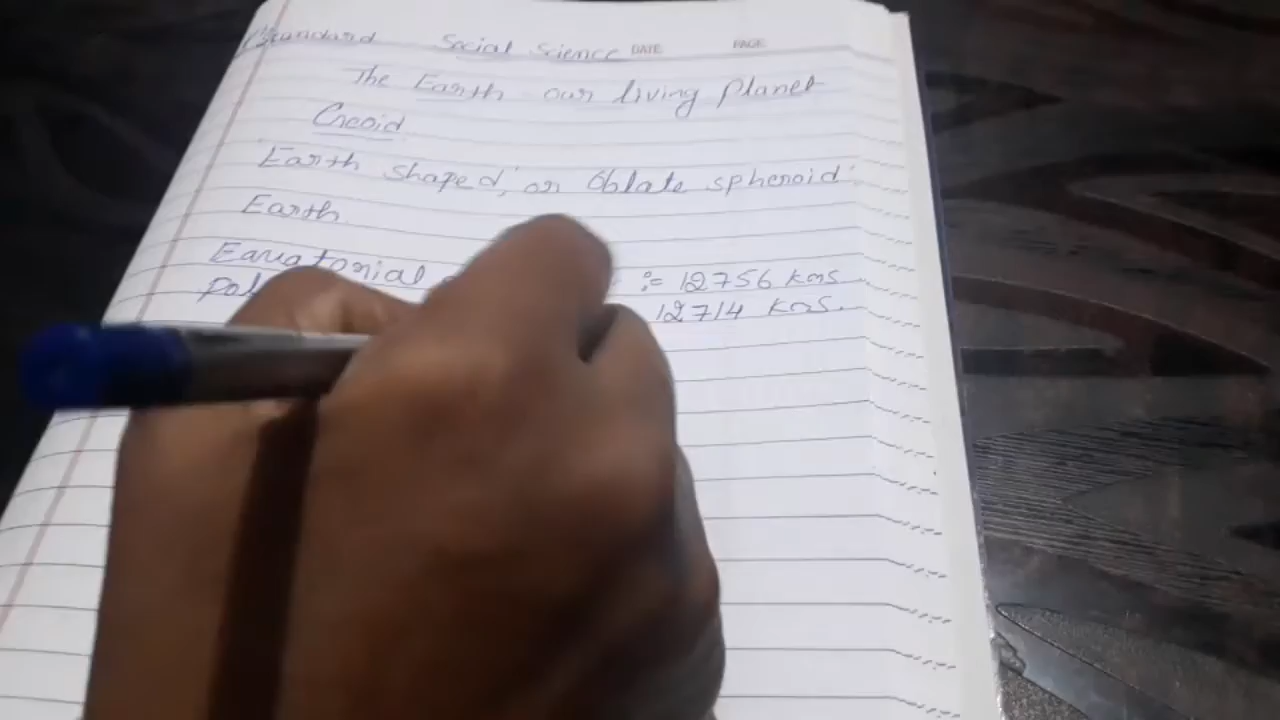 Standard Social Science DATE PAGE
The Earth our living planet
Geoid
Earth shaped, or Oblate spheroid
Earth
Equatorial := 12756 kms
12714 kms.